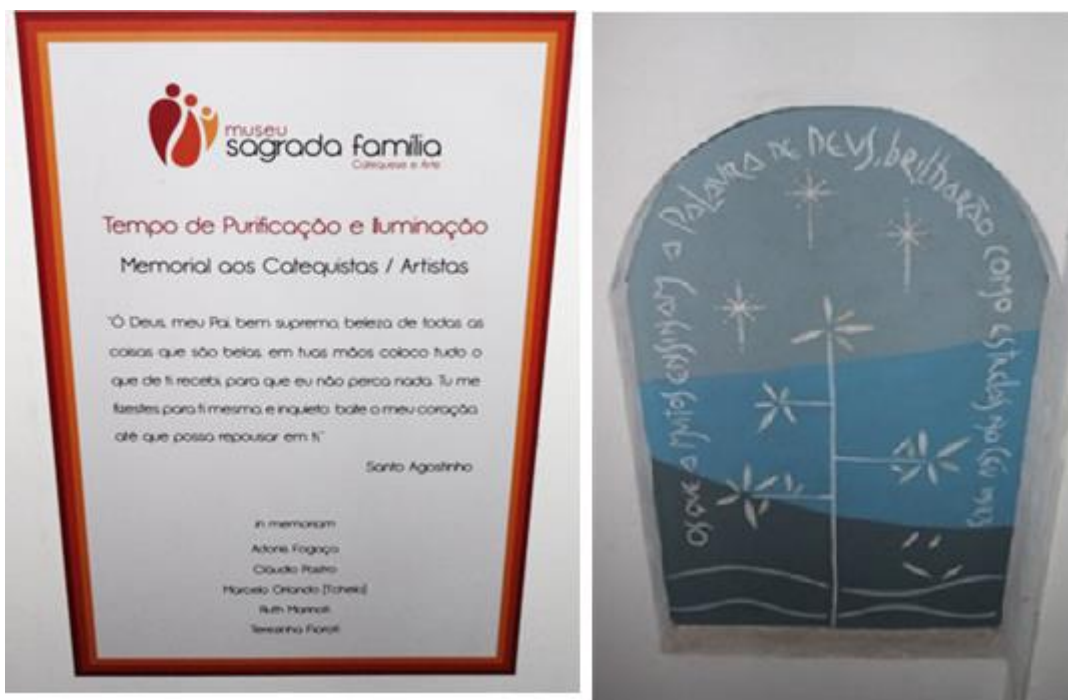 museu
sagrada família
Catequese e Arte
Tempo de Purificação e Iluminação
Memorial aos Catequistas / Artistas
"Ó Deus, meu Pai, bem supremo, beleza de todas as
coisas que são belas, em tuas mãos coloco tudo o
que de ti recebi, para que eu não perca nada. Tu me
fizestes para ti mesmo, e inquieto bate o meu coração
até que possa repousar em ti."
Santo Agostinho
in memoriam
Adonis Fogaça
Cláudio Pastro
Marcelo Orlando (Tchelo)
Ruth
Teresinha
OS QUE A MUITOS ENSINAM A PALAVRA DE DEUS, brilharão COMO Estrelas NO CÉU